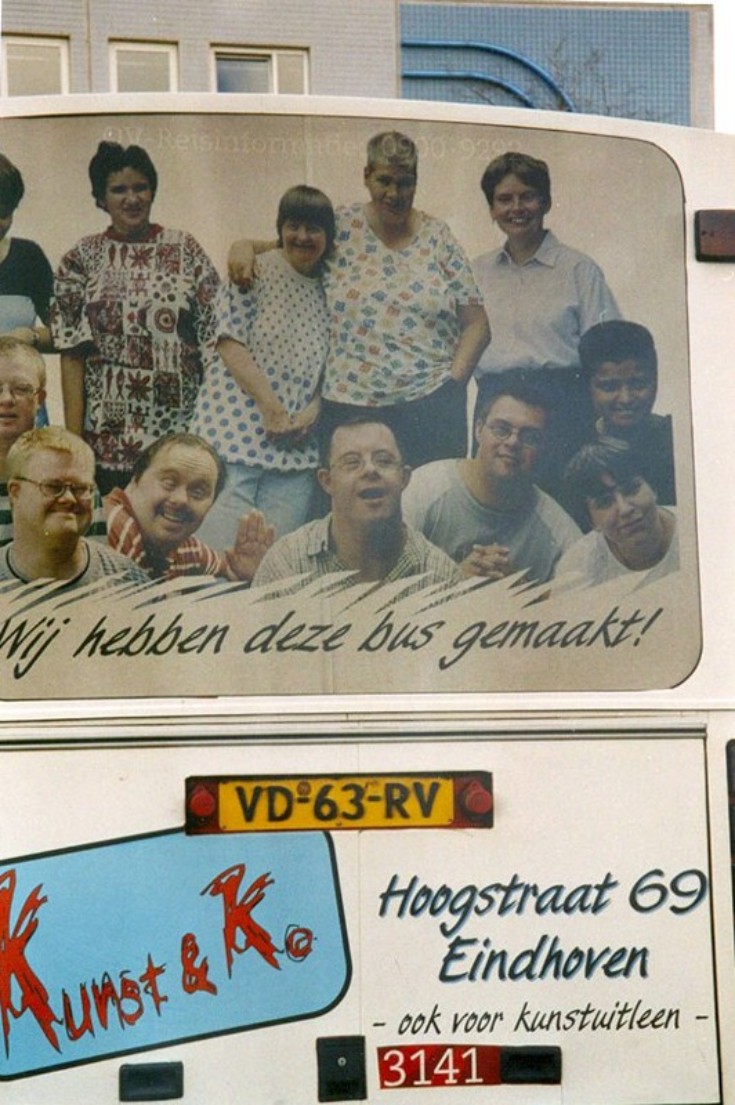 OV-Reisinformatie: 0900-929
Wij hebben deze bus gemaakt!
VD-63-RV
Kunst & Ko
Hoogstraat 69
Eindhoven
- ook voor kunstuitleen -
3141